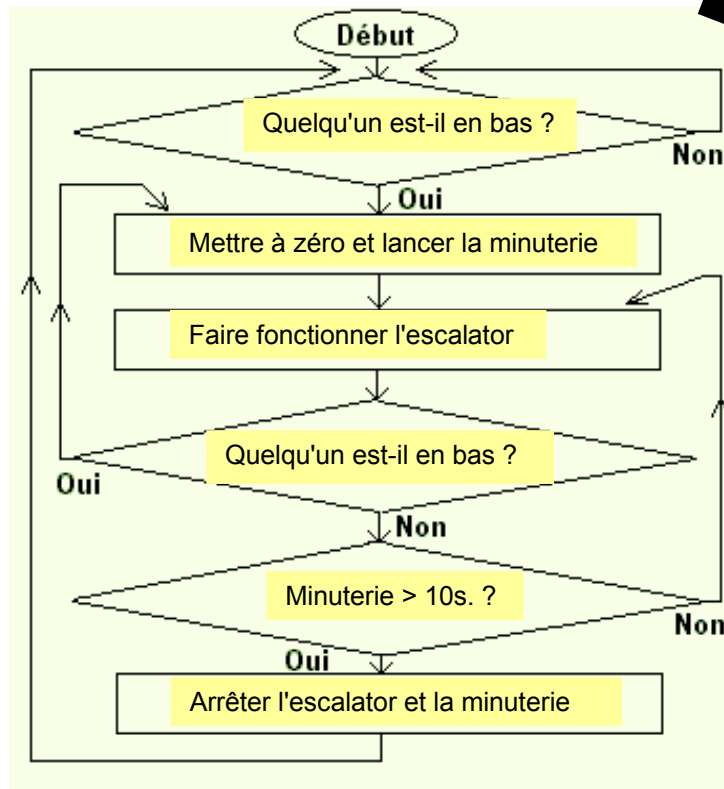 Début
Quelqu'un est-il en bas ?
Non
Oui
Mettre à zéro et lancer la minuterie
Faire fonctionner l'escalator
Quelqu'un est-il en bas ?
Oui
Non
Minuterie > 10s. ?
Non
Oui
Arrêter l'escalator et la minuterie